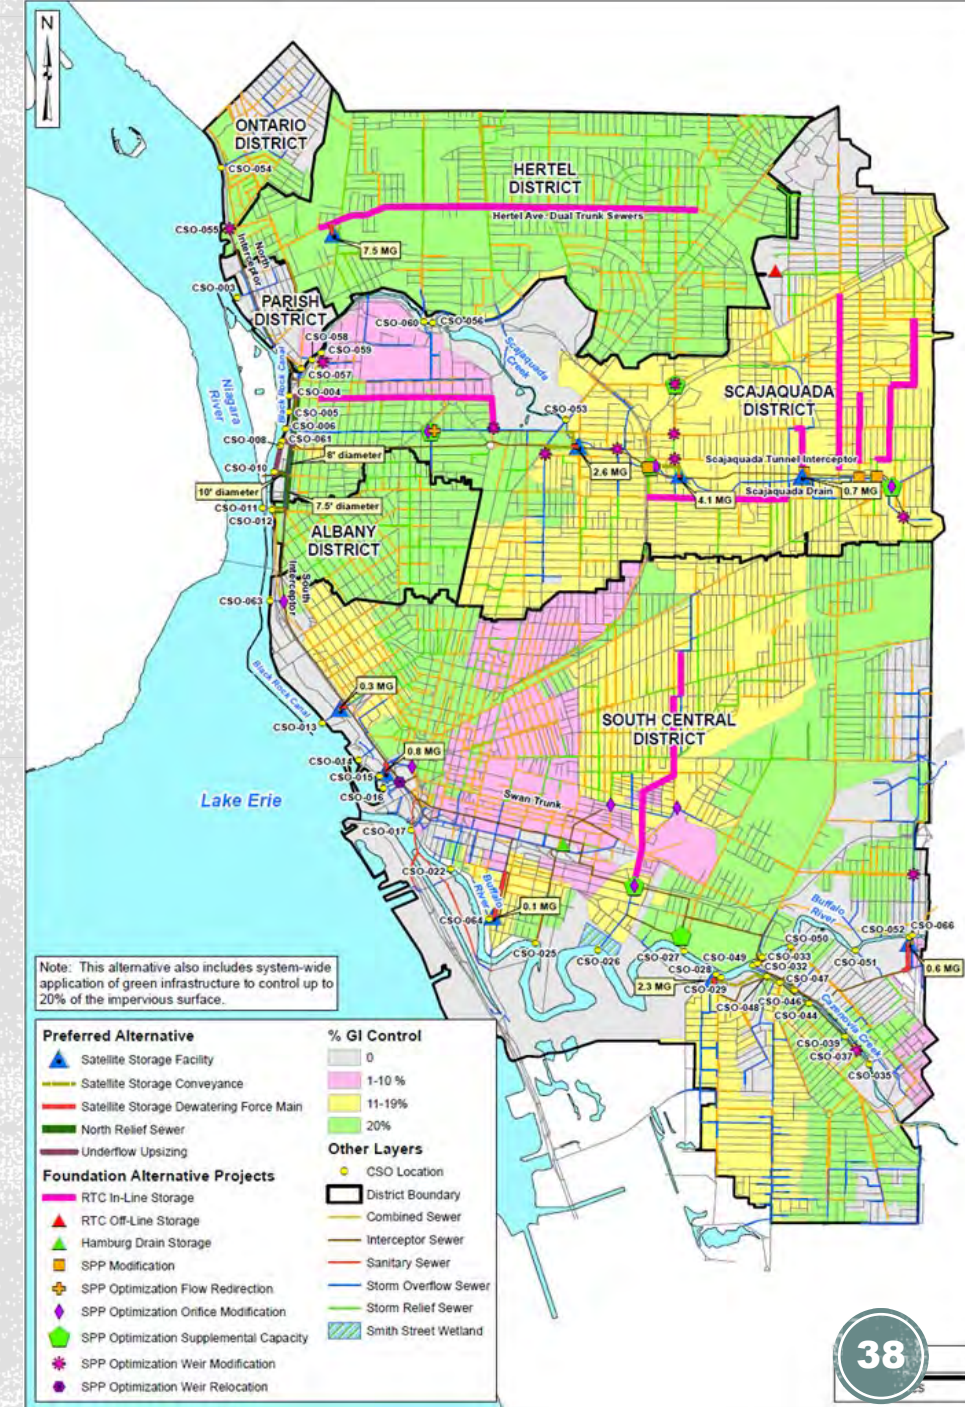 N
ONTARIO
DISTRICT
CSO-054
HERTEL
DISTRICT
Hertel Ave. Dual Trunk Sewers
CSO-055
North
Interceptor
7.5 MG
CSO-003
PARISH
DISTRICT
CSO-060
CSO-056
CSO-058
CSO-059
CSO-057
Scajaquada
Creek
Black Rock Canal
Niagara
River
CSO-004
CSO-005
CSO-006
CSO-008
CSO-061
CSO-053
SCAJAQUADA
DISTRICT
8' diameter
CSO-010
2.6 MG
Scajaquada Tunnel Interceptor
10' diameter
7.5' diameter
4.1 MG
Scajaquada Drain
0.7 MG
CSO-011
CSO-012
ALBANY
DISTRICT
South
Interceptor
CSO-063
Black Rock Canal
0.3 MG
CSO-013
SOUTH CENTRAL
DISTRICT
0.8 MG
CSO-014
CSO-015
CSO-016
Lake Erie
Swan Trunk
CSO-017
CSO-022
Buffalo
River
0.1 MG
CSO-064
Buffalo
River
CSO-052
CSO-066
CSO-050
CSO-025
CSO-026
CSO-027
CSO-049
CSO-033
CSO-032
CSO-051
CSO-028
0.6 MG
2.3 MG
CSO-029
CSO-047
CSO-048
CSO-046
CSO-044
Cazenovia Creek
CSO-039
CSO-037
CSO-035
Note: This alternative also includes system-wide
application of green infrastructure to control up to
20% of the impervious surface.
Preferred Alternative
Satellite Storage Facility
Satellite Storage Conveyance
Satellite Storage Dewatering Force Main
North Relief Sewer
Underflow Upsizing
Foundation Alternative Projects
RTC In-Line Storage
RTC Off-Line Storage
Hamburg Drain Storage
SPP Modification
SPP Optimization Flow Redirection
SPP Optimization Orifice Modification
SPP Optimization Supplemental Capacity
SPP Optimization Weir Modification
SPP Optimization Weir Relocation
% GI Control
0
1-10 %
11-19%
20%
Other Layers
CSO Location
District Boundary
Combined Sewer
Interceptor Sewer
Sanitary Sewer
Storm Overflow Sewer
Storm Relief Sewer
Smith Street Wetland
38